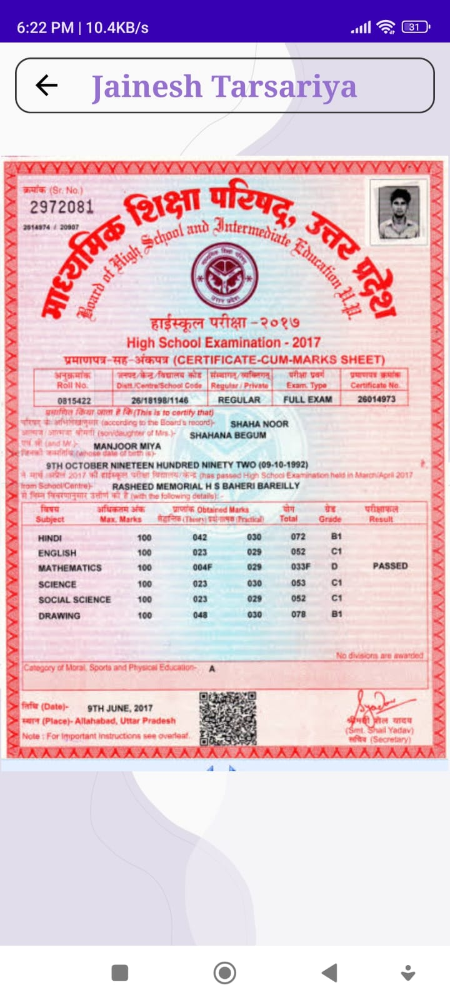 6:22 PM | 10.4KB/s
31
Jainesh Tarsariya
क्रमांक (Sr. No.)
2972081
2614974 / 20907
माध्यमिक शिक्षा परिषद्, उत्तर प्रदेश
Board of High School and Intermediate Education U.P.
माध्यमिक शिक्षा परिषद्
उत्तर प्रदेश
हाईस्कूल परीक्षा -२०१७
High School Examination - 2017
प्रमाणपत्र-सह-अंकपत्र (CERTIFICATE-CUM-MARKS SHEET)
अनुक्रमांक जनपद/केन्द्र/विद्यालय कोड संस्थागत/व्यक्तिगत परीक्षा प्रवर्ग प्रमाणपत्र क्रमांक
Roll No. Distt./Centre/School Code Regular / Private Exam. Type Certificate No.
0815422 26/18198/1146 REGULAR FULL EXAM 26014973
प्रमाणित किया जाता है कि (This is to certify that)
परिषद के अभिलेखानुसार (according to the Board's record)- SHAHA NOOR
आत्मज/आत्मजा श्रीमती (son/daughter of Mrs.)- SHAHANA BEGUM
एवं श्री (and Mr.)- MANJOOR MIYA
जिनकी जन्मतिथि (whose date of birth is)-
9TH OCTOBER NINETEEN HUNDRED NINETY TWO (09-10-1992) है,
ने मार्च/अप्रैल 2017 की हाईस्कूल परीक्षा विद्यालय/केन्द्र (has passed High School Examination held in March/April 2017
from School/Centre)- RASHEED MEMORIAL H S BAHERI BAREILLY
से निम्न विवरणानुसार उत्तीर्ण की है (with the following details):-
विषय अधिकतम अंक प्राप्तांक Obtained Marks योग ग्रेड परीक्षाफल
Subject Max. Marks सैद्धान्तिक (Theory) प्रयोगात्मक (Practical) Total Grade Result
HINDI 100 042 030 072 B1
ENGLISH 100 023 029 052 C1
MATHEMATICS 100 004F 029 033F D PASSED
SCIENCE 100 023 030 053 C1
SOCIAL SCIENCE 100 023 029 052 C1
DRAWING 100 048 030 078 B1
No divisions are awarded
Category of Moral, Sports and Physical Education- A
तिथि (Date)- 9TH JUNE, 2017
स्थान (Place)- Allahabad, Uttar Pradesh
Note : For Important Instructions see overleaf.
श्रीमती शैल यादव
(Smt. Shail Yadav)
सचिव (Secretary)